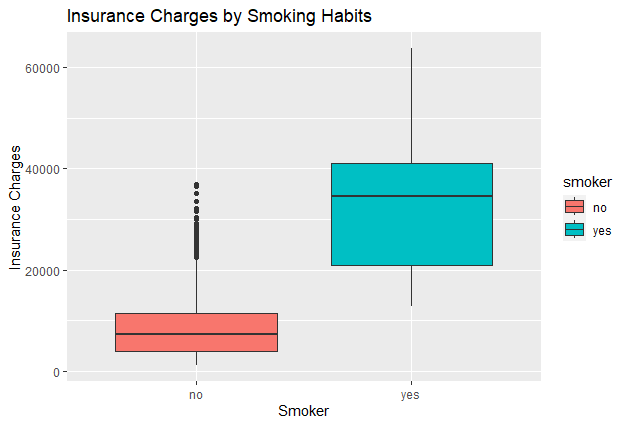 Insurance Charges by Smoking Habits
60000
40000
20000
0
Insurance Charges
no
yes
Smoker
smoker
no
yes